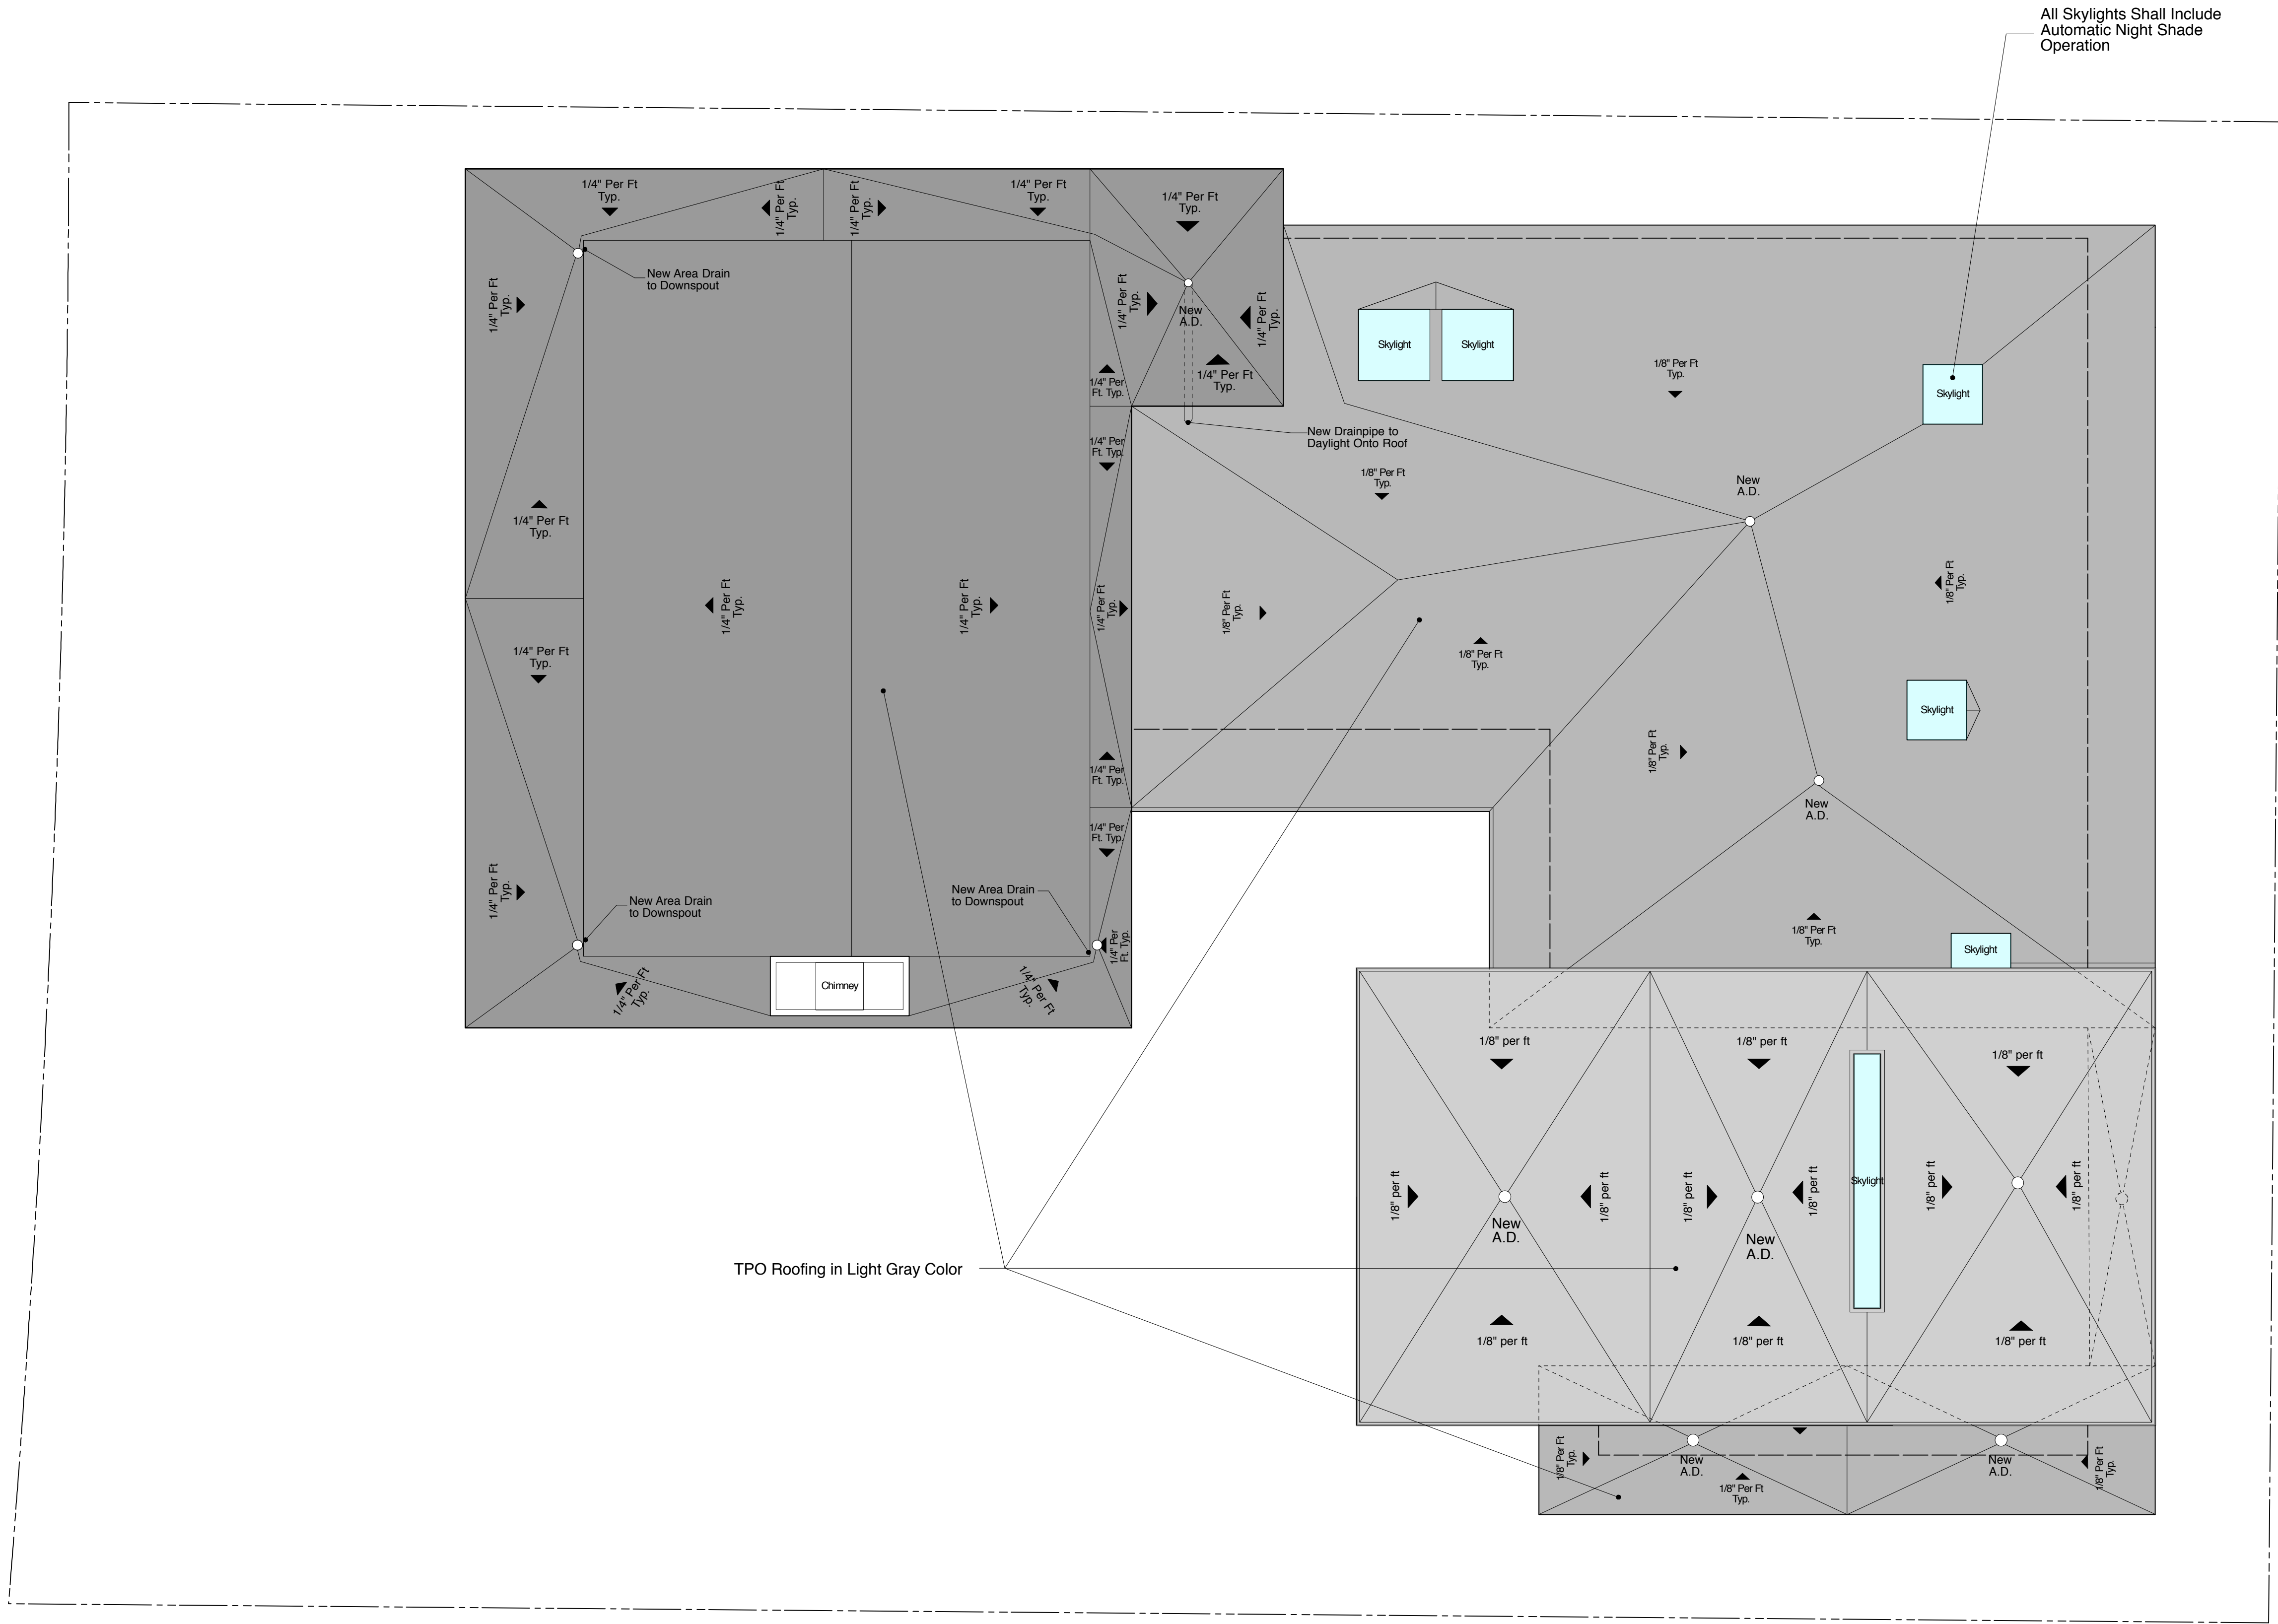 All Skylights Shall Include
Automatic Night Shade
Operation
1/4" Per Ft
Typ.
1/4" Per Ft
Typ.
1/4" Per Ft
Typ.
1/4" Per Ft
Typ.
1/4" Per Ft
Typ.
New Area Drain
to Downspout
1/4" Per Ft
Typ.
1/4" Per Ft
Typ.
New
A.D.
1/4" Per Ft
Typ.
1/4" Per Ft
Typ.
1/4" Per
Ft. Typ.
Skylight
Skylight
1/8" Per Ft
Typ.
Skylight
New Drainpipe to
Daylight Onto Roof
1/4" Per
Ft. Typ.
1/8" Per Ft
Typ.
New
A.D.
1/4" Per Ft
Typ.
1/4" Per Ft
Typ.
1/4" Per Ft
Typ.
1/4" Per Ft
Typ.
1/4" Per Ft
Typ.
1/8" Per Ft
Typ.
1/8" Per Ft
Typ.
1/8" Per Ft
Typ.
Skylight
1/8" Per Ft
Typ.
1/4" Per
Ft. Typ.
New
A.D.
1/4" Per
Ft. Typ.
1/4" Per Ft
Typ.
New Area Drain
to Downspout
New Area Drain
to Downspout
1/4" Per
Ft. Typ.
1/8" Per Ft
Typ.
Skylight
1/4" Per Ft
Typ.
Chimney
1/4" Per Ft
Typ.
1/8" per ft
1/8" per ft
1/8" per ft
1/8" per ft
1/8" per ft
1/8" per ft
1/8" per ft
Skylight
1/8" per ft
1/8" per ft
New
A.D.
New
A.D.
TPO Roofing in Light Gray Color
1/8" per ft
1/8" per ft
1/8" per ft
1/8" Per Ft
Typ.
New
A.D.
1/8" Per Ft
Typ.
New
A.D.
1/8" Per Ft
Typ.